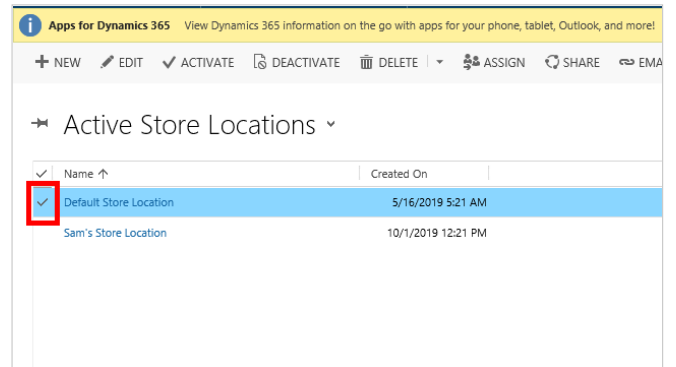 Apps for Dynamics 365 View Dynamics 365 information on the go with apps for your phone, tablet, Outlook, and more!
NEW EDIT ACTIVATE DEACTIVATE DELETE ASSIGN SHARE EMA
Active Store Locations
Name Created On
Default Store Location 5/16/2019 5:21 AM
Sam's Store Location 10/1/2019 12:21 PM